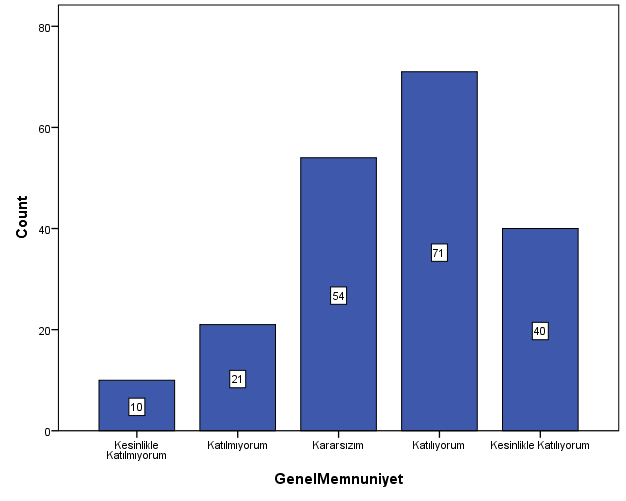 80
60
40
20
0
Count
10
21
54
71
40
Kesinlikle
Katılmıyorum
Katılmıyorum
Kararsızım
Katılıyorum
Kesinlikle Katılıyorum
GenelMemnuniyet